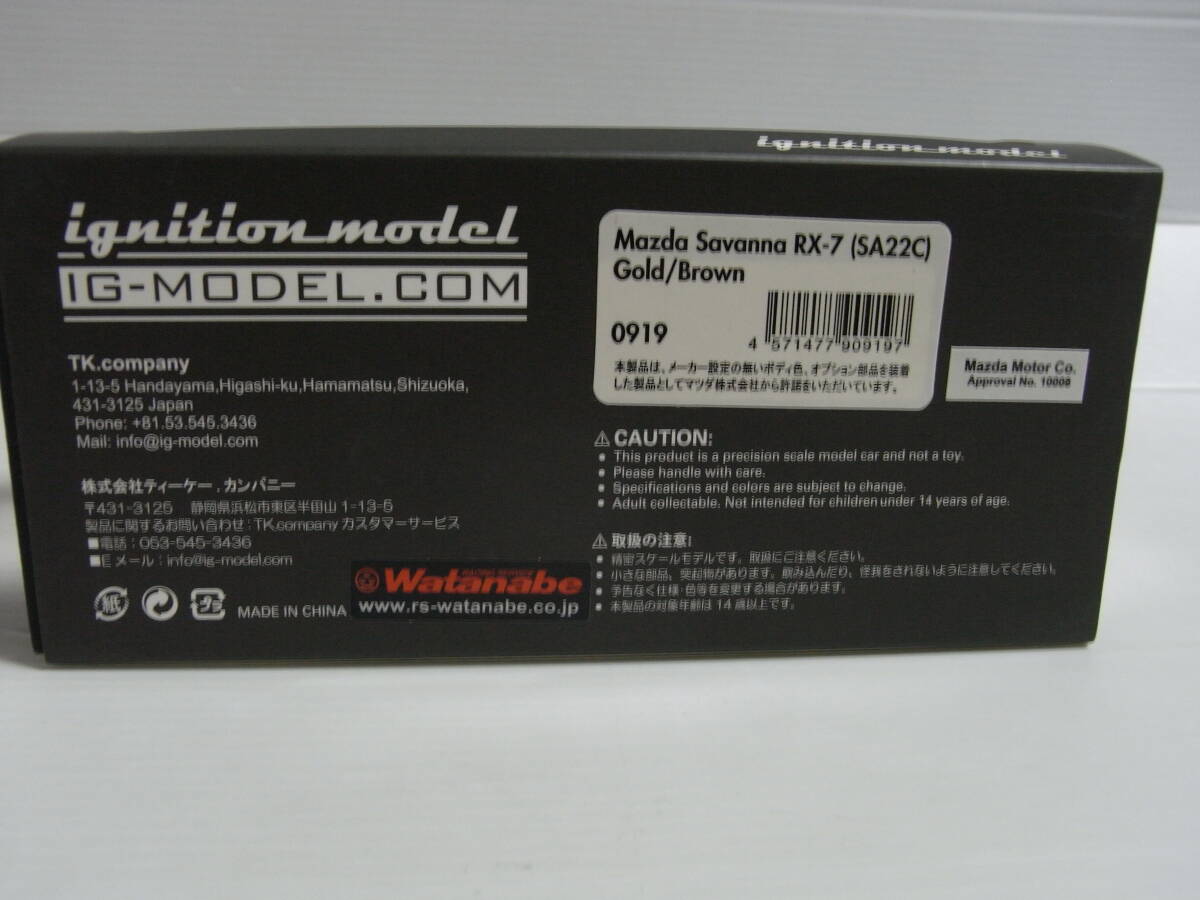 ignition model
ignition model
IG-MODEL.COM
TK.company
1-13-5 Handayama,Higashi-ku,Hamamatsu,Shizuoka,
431-3125 Japan
Phone: +81.53.545.3436
Mail: info@ig-model.com
株式会社ティーケー.カンパニー
〒431-3125 静岡県浜松市東区半田山1-13-5
製品に関するお問い合わせ:TK.company カスタマーサービス
■電話:053-545-3436
■Eメール:info@ig-model.com
紙
プラ
MADE IN CHINA
RACING SERVICE
Watanabe
www.rs-watanabe.co.jp
Mazda Savanna RX-7 (SA22C)
Gold/Brown
0919
4 571477 909197
本製品は、メーカー設定の無いボディ色、オプション部品を装着
した製品としてマツダ株式会社から許諾をいただいています。
Mazda Motor Co.
Approval No. 10008
⚠ CAUTION:
• This product is a precision scale model car and not a toy.
• Please handle with care.
• Specifications and colors are subject to change.
• Adult collectable. Not intended for children under 14 years of age.
⚠ 取扱の注意:
• 精密スケールモデルです。取扱にご注意ください。
• 小さな部品、突起物があります。飲み込んだり、怪我をされないように注意してください。
• 予告なく仕様・色等を変更する場合があります。
• 本製品の対象年齢は14歳以上です。